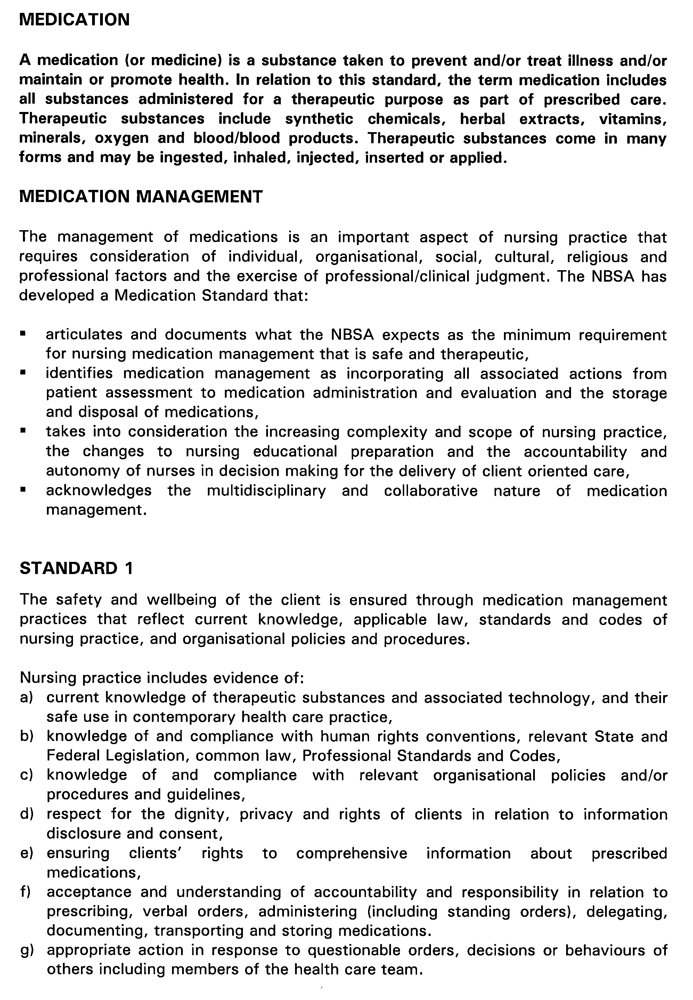 MEDICATION
A medication (or medicine) is a substance taken to prevent and/or treat illness and/or
maintain or promote health. In relation to this standard, the term medication includes
all substances administered for a therapeutic purpose as part of prescribed care.
Therapeutic substances include synthetic chemicals, herbal extracts, vitamins,
minerals, oxygen and blood/blood products. Therapeutic substances come in many
forms and may be ingested, inhaled, injected, inserted or applied.
MEDICATION MANAGEMENT
The management of medications is an important aspect of nursing practice that
requires consideration of individual, organisational, social, cultural, religious and
professional factors and the exercise of professional/clinical judgment. The NBSA has
developed a Medication Standard that:
▪ articulates and documents what the NBSA expects as the minimum requirement
for nursing medication management that is safe and therapeutic,
▪ identifies medication management as incorporating all associated actions from
patient assessment to medication administration and evaluation and the storage
and disposal of medications,
▪ takes into consideration the increasing complexity and scope of nursing practice,
the changes to nursing educational preparation and the accountability and
autonomy of nurses in decision making for the delivery of client oriented care,
▪ acknowledges the multidisciplinary and collaborative nature of medication
management.
STANDARD 1
The safety and wellbeing of the client is ensured through medication management
practices that reflect current knowledge, applicable law, standards and codes of
nursing practice, and organisational policies and procedures.
Nursing practice includes evidence of:
a) current knowledge of therapeutic substances and associated technology, and their
safe use in contemporary health care practice,
b) knowledge of and compliance with human rights conventions, relevant State and
Federal Legislation, common law, Professional Standards and Codes,
c) knowledge of and compliance with relevant organisational policies and/or
procedures and guidelines,
d) respect for the dignity, privacy and rights of clients in relation to information
disclosure and consent,
e) ensuring clients' rights to comprehensive information about prescribed
medications,
f) acceptance and understanding of accountability and responsibility in relation to
prescribing, verbal orders, administering (including standing orders), delegating,
documenting, transporting and storing medications.
g) appropriate action in response to questionable orders, decisions or behaviours of
others including members of the health care team.